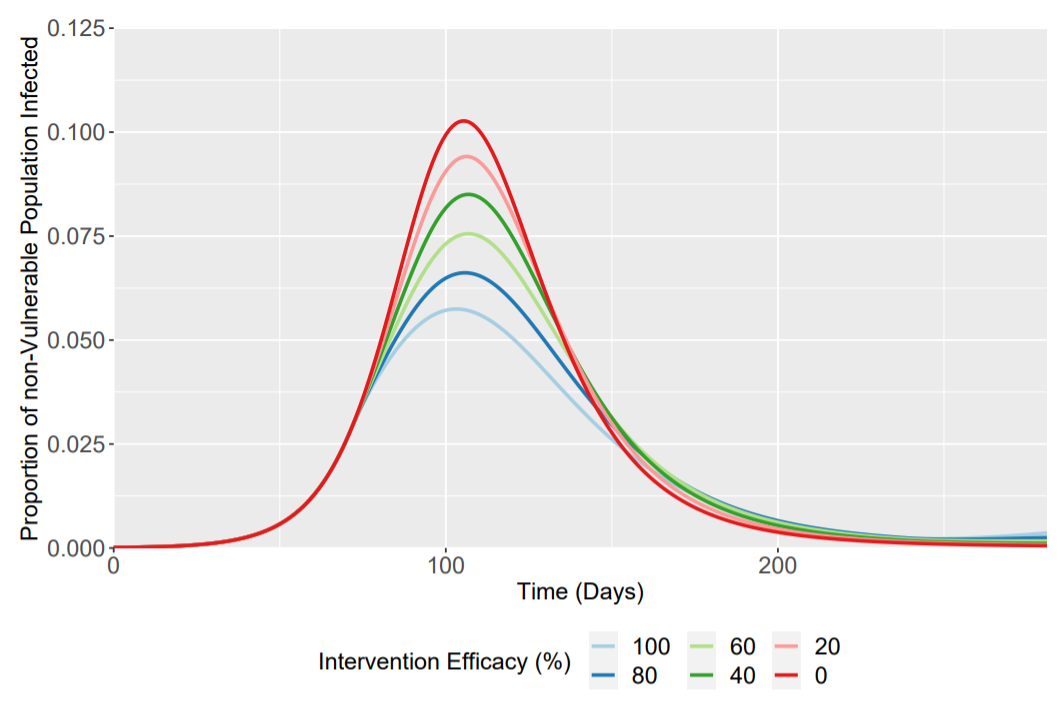 Proportion of non-Vulnerable Population Infected
0.125
0.100
0.075
0.050
0.025
0.000
0 100 200
Time (Days)
Intervention Efficacy (%)
100 60 20
80 40 0